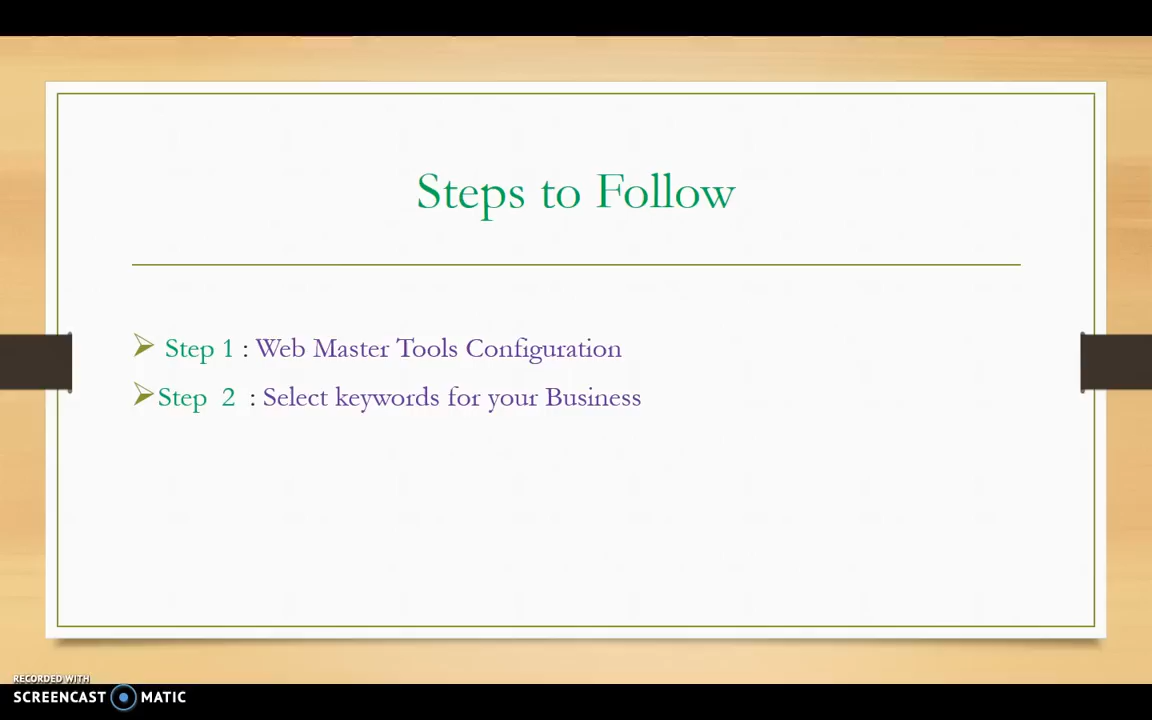 Steps to Follow
Step 1 : Web Master Tools Configuration
Step 2 : Select keywords for your Business
RECORDED WITH
SCREENCAST MATIC